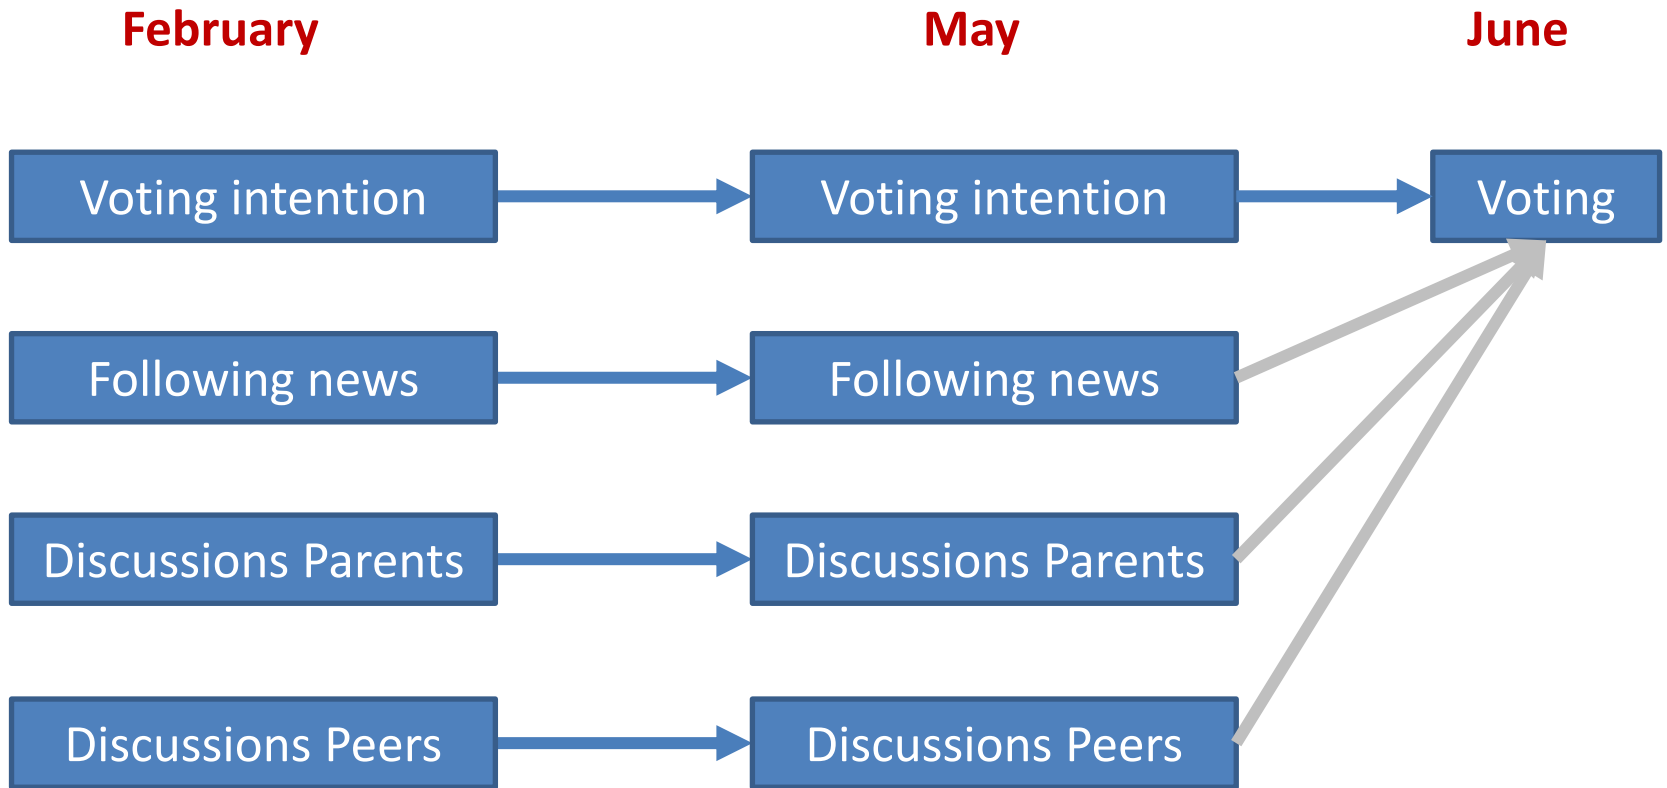 February
May
June
Voting intention
Voting intention
Voting
Following news
Following news
Discussions Parents
Discussions Parents
Discussions Peers
Discussions Peers